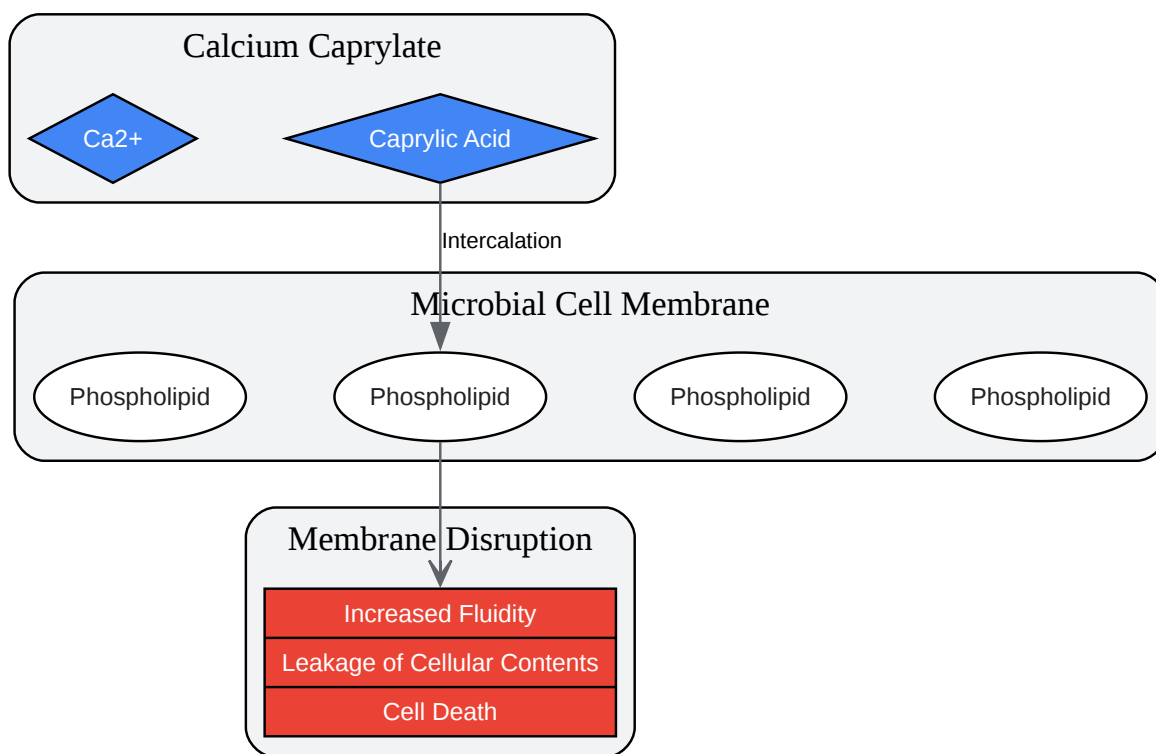 Calcium Caprylate
Ca2+
Caprylic Acid
Intercalation
Microbial Cell Membrane
Phospholipid
Phospholipid
Phospholipid
Phospholipid
Membrane Disruption
Increased Fluidity
Leakage of Cellular Contents
Cell Death